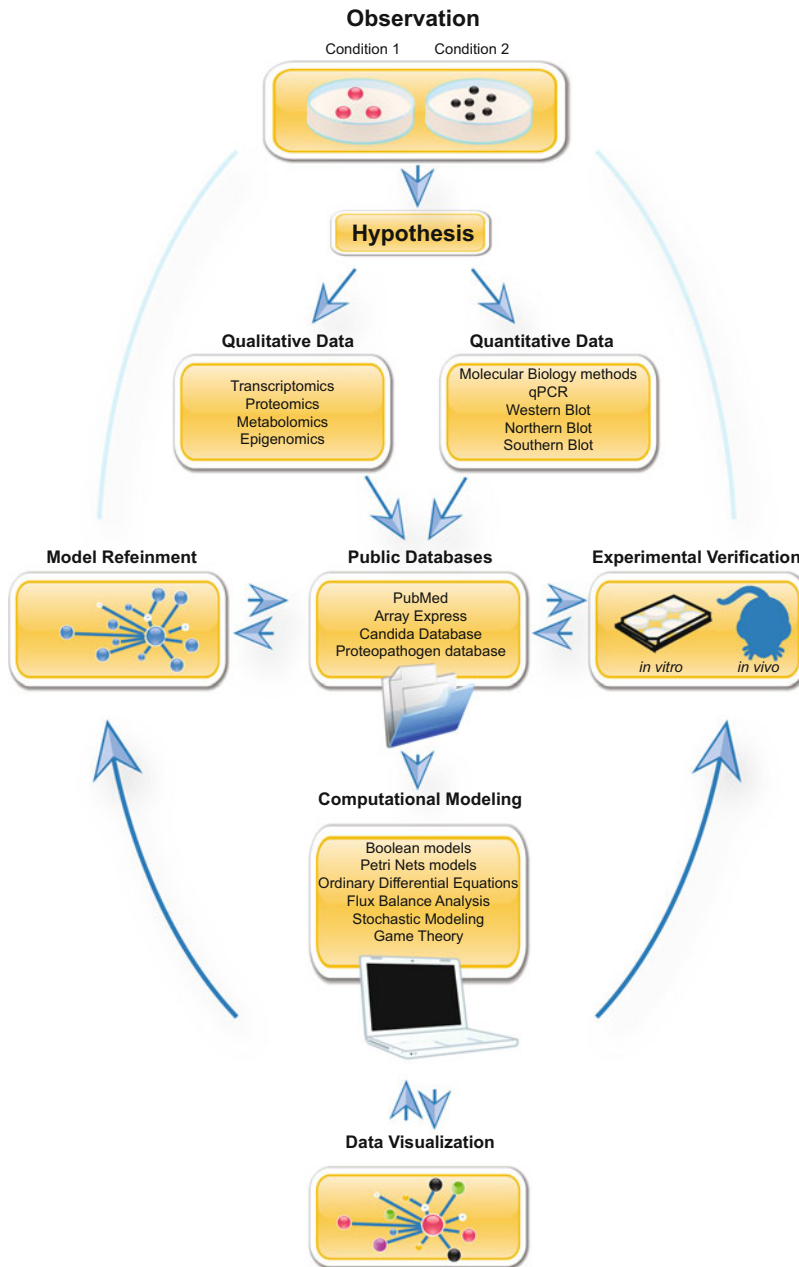 Observation
Condition 1
Condition 2
Hypothesis
Qualitative Data
Transcriptomics
Proteomics
Metabolomics
Epigenomics
Quantitative Data
Molecular Biology methods
qPCR
Western Blot
Northern Blot
Southern Blot
Model Refeinment
Public Databases
PubMed
Array Express
Candida Database
Proteopathogen database
Experimental Verification
in vitro
in vivo
Computational Modeling
Boolean models
Petri Nets models
Ordinary Differential Equations
Flux Balance Analysis
Stochastic Modeling
Game Theory
Data Visualization